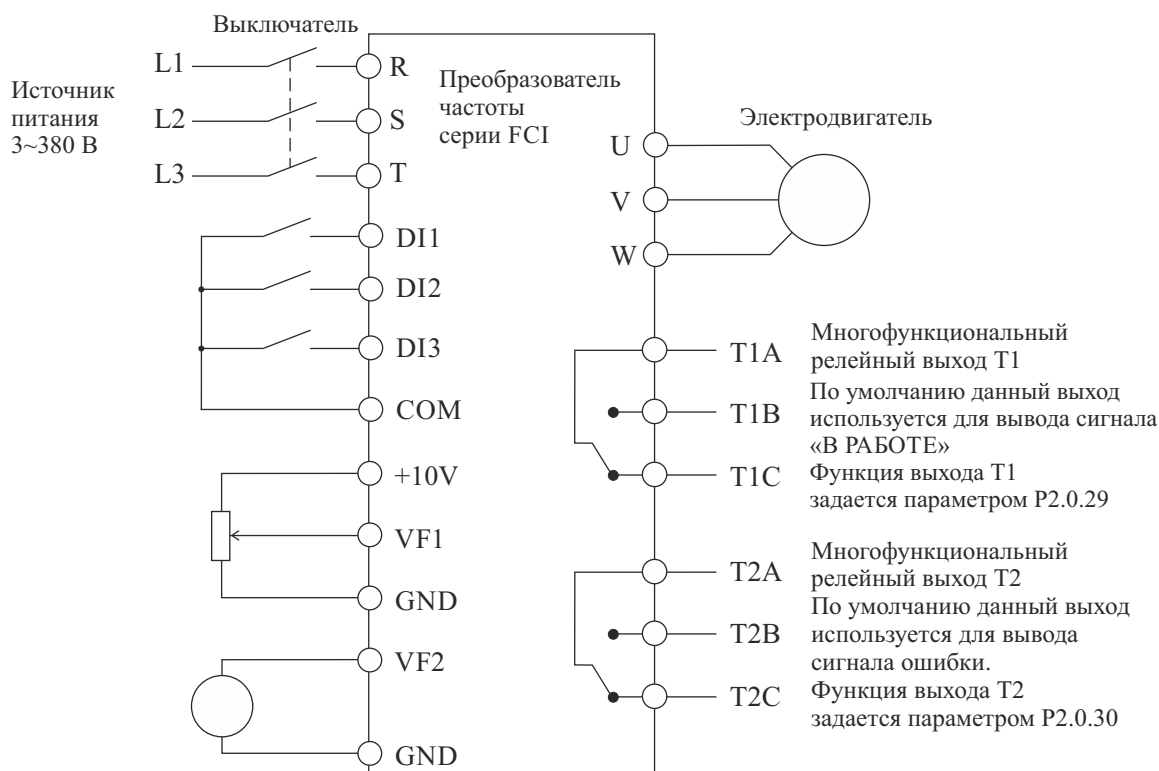 Выключатель
L1
R
Источник
питания
3~380 В
L2
S
L3
T
Преобразователь
частоты
серии FCI
Электродвигатель
U
V
W
DI1
DI2
DI3
COM
+10V
VF1
GND
VF2
GND
T1A
Многофункциональный
релейный выход T1
T1B
По умолчанию данный выход
используется для вывода сигнала
«В РАБОТЕ»
T1C
Функция выхода T1
задается параметром P2.0.29
T2A
Многофункциональный
релейный выход T2
T2B
По умолчанию данный выход
используется для вывода
сигнала ошибки.
T2C
Функция выхода T2
задается параметром P2.0.30